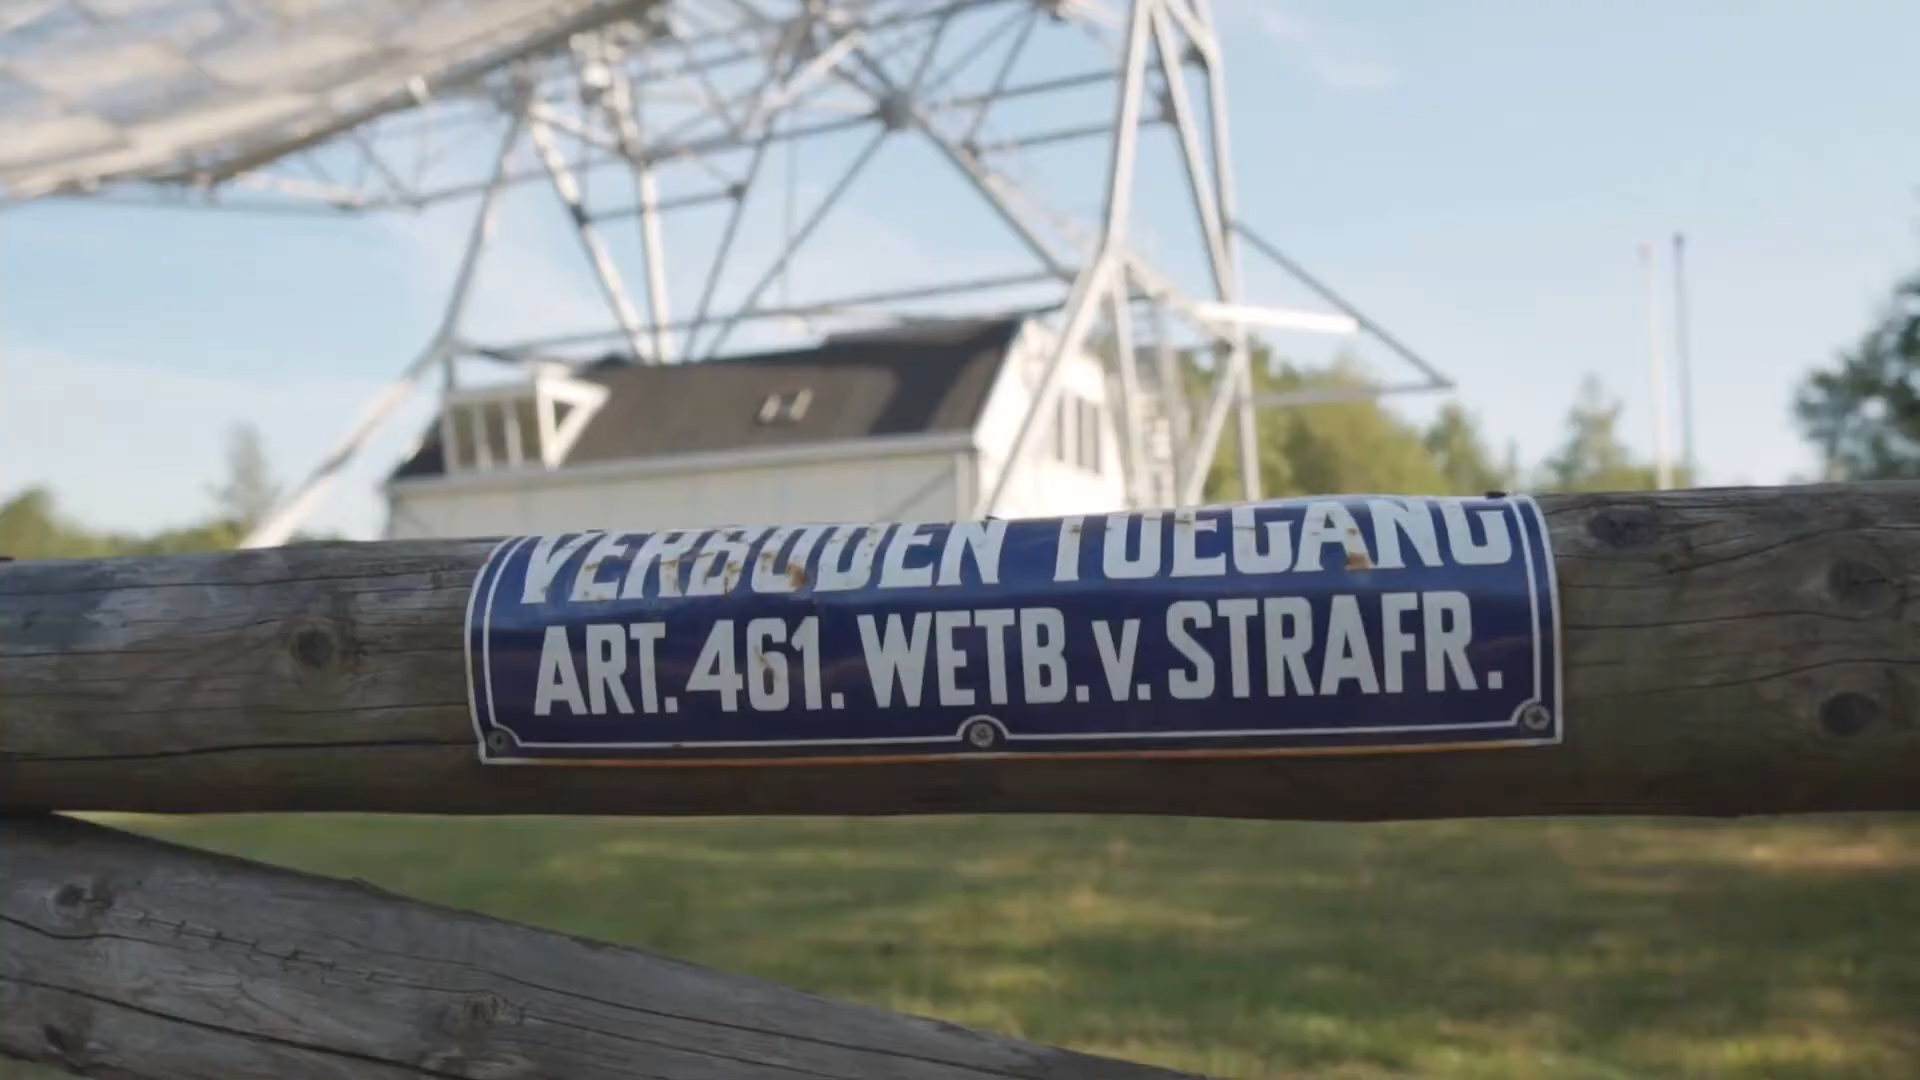 VERBODEN TOEGANG
ART. 461. WETB. V. STRAFR.